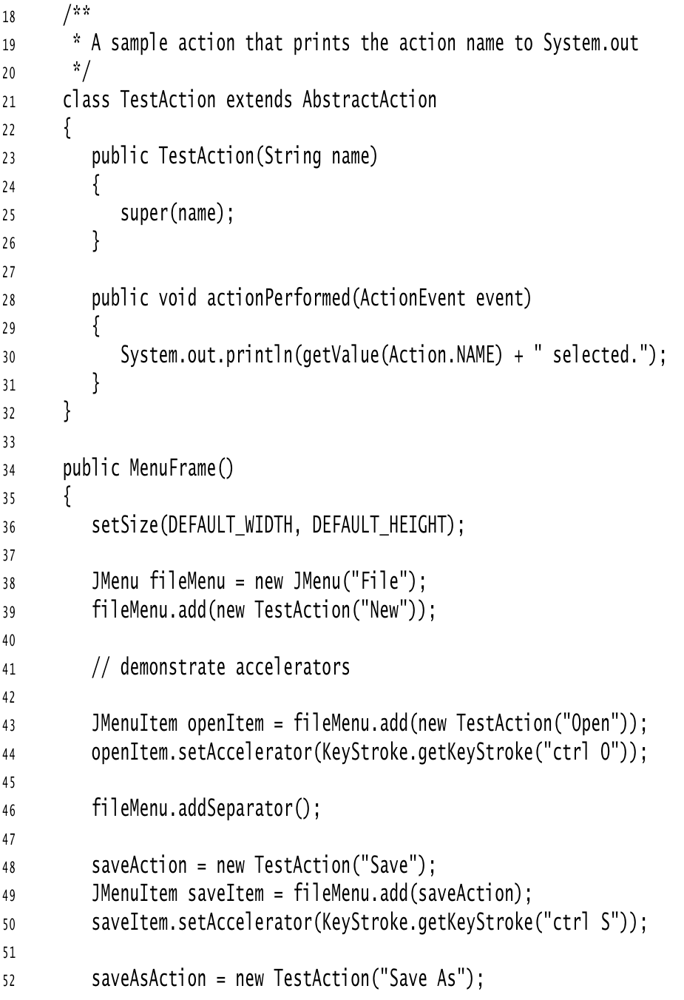 18 /**
19 * A sample action that prints the action name to System.out
20 */
21 class TestAction extends AbstractAction
22 {
23 public TestAction(String name)
24 {
25 super(name);
26 }
27
28 public void actionPerformed(ActionEvent event)
29 {
30 System.out.println(getValue(Action.NAME) + " selected.");
31 }
32 }
33
34 public MenuFrame()
35 {
36 setSize(DEFAULT_WIDTH, DEFAULT_HEIGHT);
37
38 JMenu fileMenu = new JMenu("File");
39 fileMenu.add(new TestAction("New"));
40
41 // demonstrate accelerators
42
43 JMenuItem openItem = fileMenu.add(new TestAction("Open"));
44 openItem.setAccelerator(KeyStroke.getKeyStroke("ctrl O"));
45
46 fileMenu.addSeparator();
47
48 saveAction = new TestAction("Save");
49 JMenuItem saveItem = fileMenu.add(saveAction);
50 saveItem.setAccelerator(KeyStroke.getKeyStroke("ctrl S"));
51
52 saveAsAction = new TestAction("Save As");